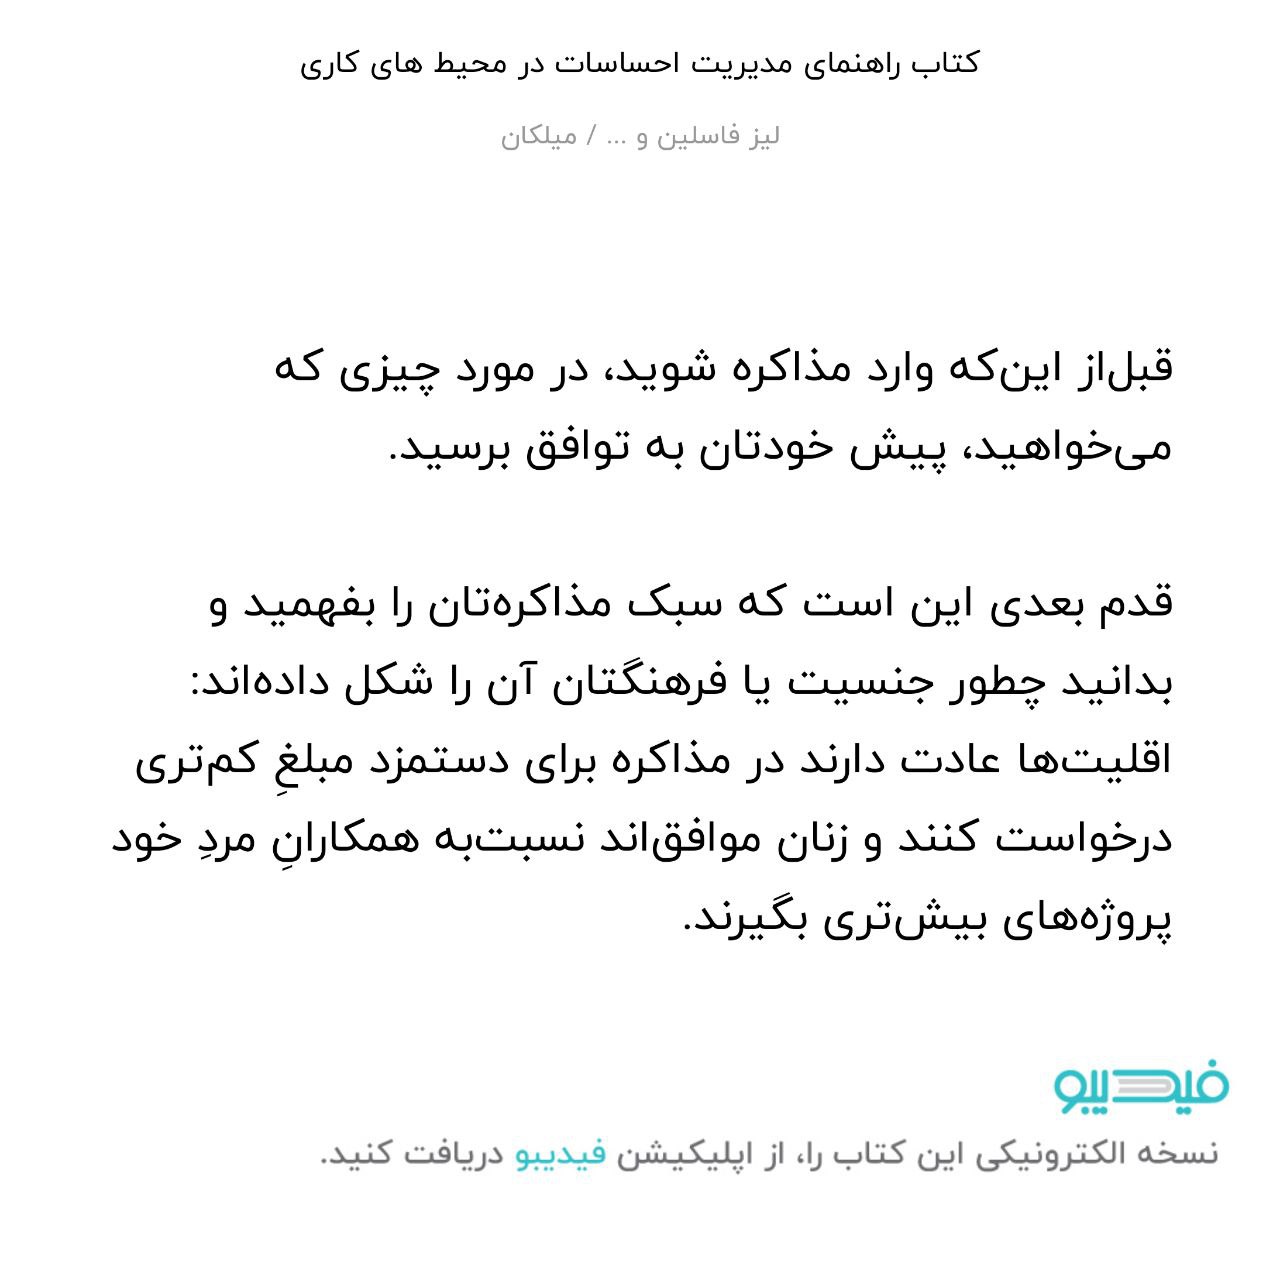 کتاب راهنمای مدیریت احساسات در محیط های کاری
لیز فاسلین و ... / میلکان
قبل‌از این‌که وارد مذاکره شوید، در مورد چیزی که
می‌خواهید، پیش خودتان به توافق برسید.
قدم بعدی این است که سبک مذاکره‌تان را بفهمید و
بدانید چطور جنسیت یا فرهنگتان آن را شکل داده‌اند:
اقلیت‌ها عادت دارند در مذاکره برای دستمزد مبلغِ کم‌تری
درخواست کنند و زنان موافق‌اند نسبت‌به همکارانِ مردِ خود
پروژه‌های بیش‌تری بگیرند.
فیدیبو
نسخه الکترونیکی این کتاب را، از اپلیکیشن فیدیبو دریافت کنید.